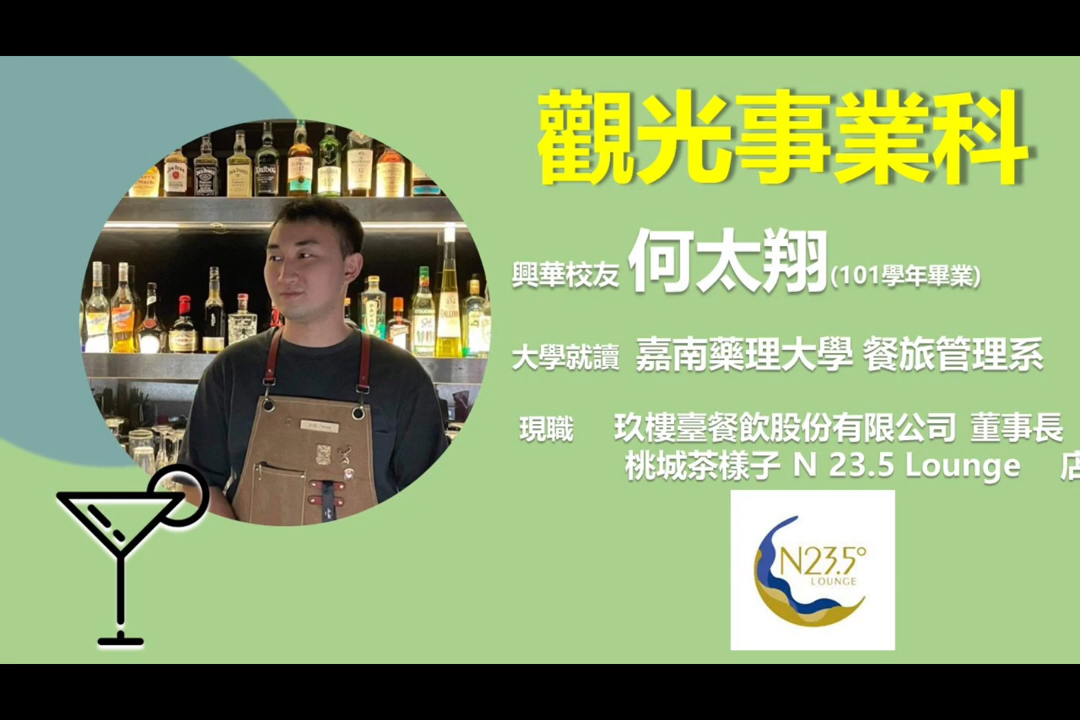 觀光事業科
興華校友 何太翔(101學年畢業)
大學就讀 嘉南藥理大學 餐旅管理系
現職 玖樓臺餐飲股份有限公司 董事長
桃城茶樣子 N 23.5 Lounge 店
N23.5°
LOUNGE